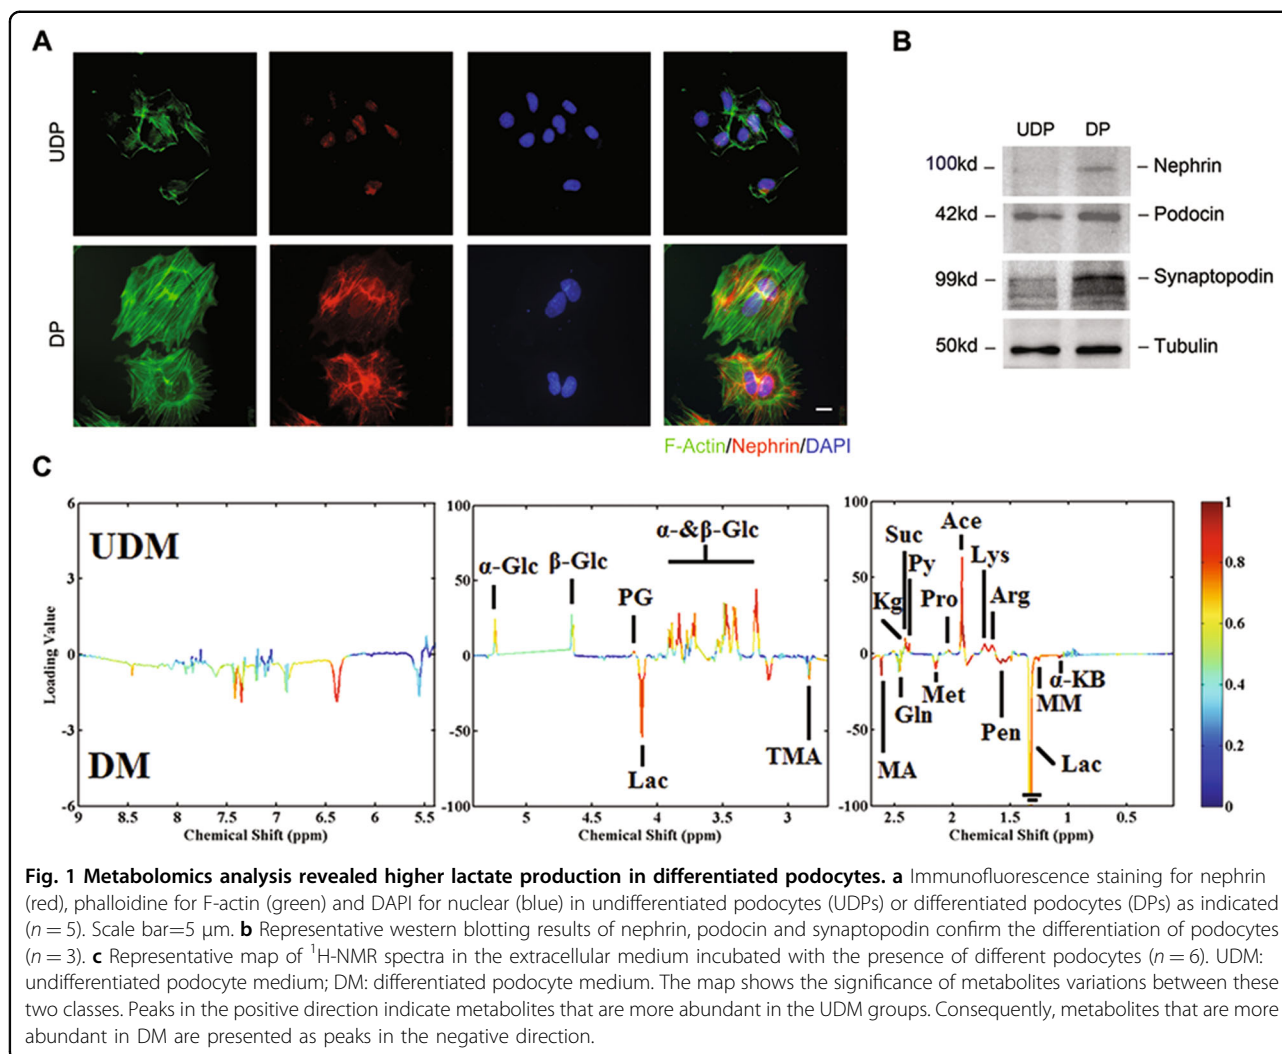 A
UDP
DP
F-Actin/Nephrin/DAPI
B
UDP DP
100kd – – Nephrin
42kd – – Podocin
99kd – – Synaptopodin
50kd – – Tubulin
C
6
3
0
-3
-6
Loading Value
UDM
DM
9 8.5 8 7.5 7 6.5 6 5.5
Chemical Shift (ppm)
100
50
0
-50
-100
α-Glc
β-Glc
α-&β-Glc
PG
Lac
TMA
5 4.5 4 3.5 3
Chemical Shift (ppm)
100
50
0
-50
-100
Suc
Ace
Py
Lys
Kg
Pro
Arg
Gln
Met
α-KB
MM
Pen
MA
Lac
2.5 2 1.5 1 0.5
Chemical Shift (ppm)
1
0.8
0.6
0.4
0.2
0
Fig. 1 Metabolomics analysis revealed higher lactate production in differentiated podocytes. a Immunofluorescence staining for nephrin
(red), phalloidine for F-actin (green) and DAPI for nuclear (blue) in undifferentiated podocytes (UDPs) or differentiated podocytes (DPs) as indicated
(n = 5). Scale bar=5 μm. b Representative western blotting results of nephrin, podocin and synaptopodin confirm the differentiation of podocytes
(n = 3). c Representative map of ¹H-NMR spectra in the extracellular medium incubated with the presence of different podocytes (n = 6). UDM:
undifferentiated podocyte medium; DM: differentiated podocyte medium. The map shows the significance of metabolites variations between these
two classes. Peaks in the positive direction indicate metabolites that are more abundant in the UDM groups. Consequently, metabolites that are more
abundant in DM are presented as peaks in the negative direction.